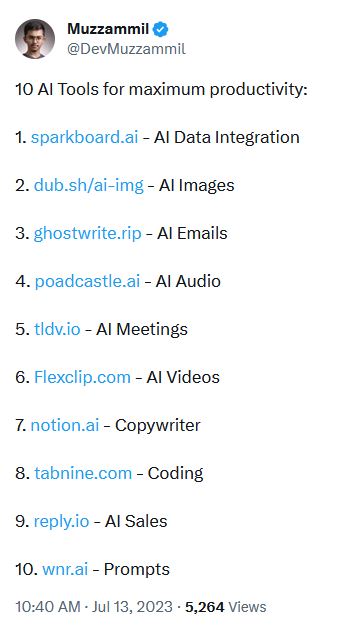 Muzzammil
@DevMuzzammil
10 AI Tools for maximum productivity:
1. sparkboard.ai - AI Data Integration
2. dub.sh/ai-img - AI Images
3. ghostwrite.rip - AI Emails
4. poadcastle.ai - AI Audio
5. tldv.io - AI Meetings
6. Flexclip.com - AI Videos
7. notion.ai - Copywriter
8. tabnine.com - Coding
9. reply.io - AI Sales
10. wnr.ai - Prompts
10:40 AM · Jul 13, 2023 · 5,264 Views